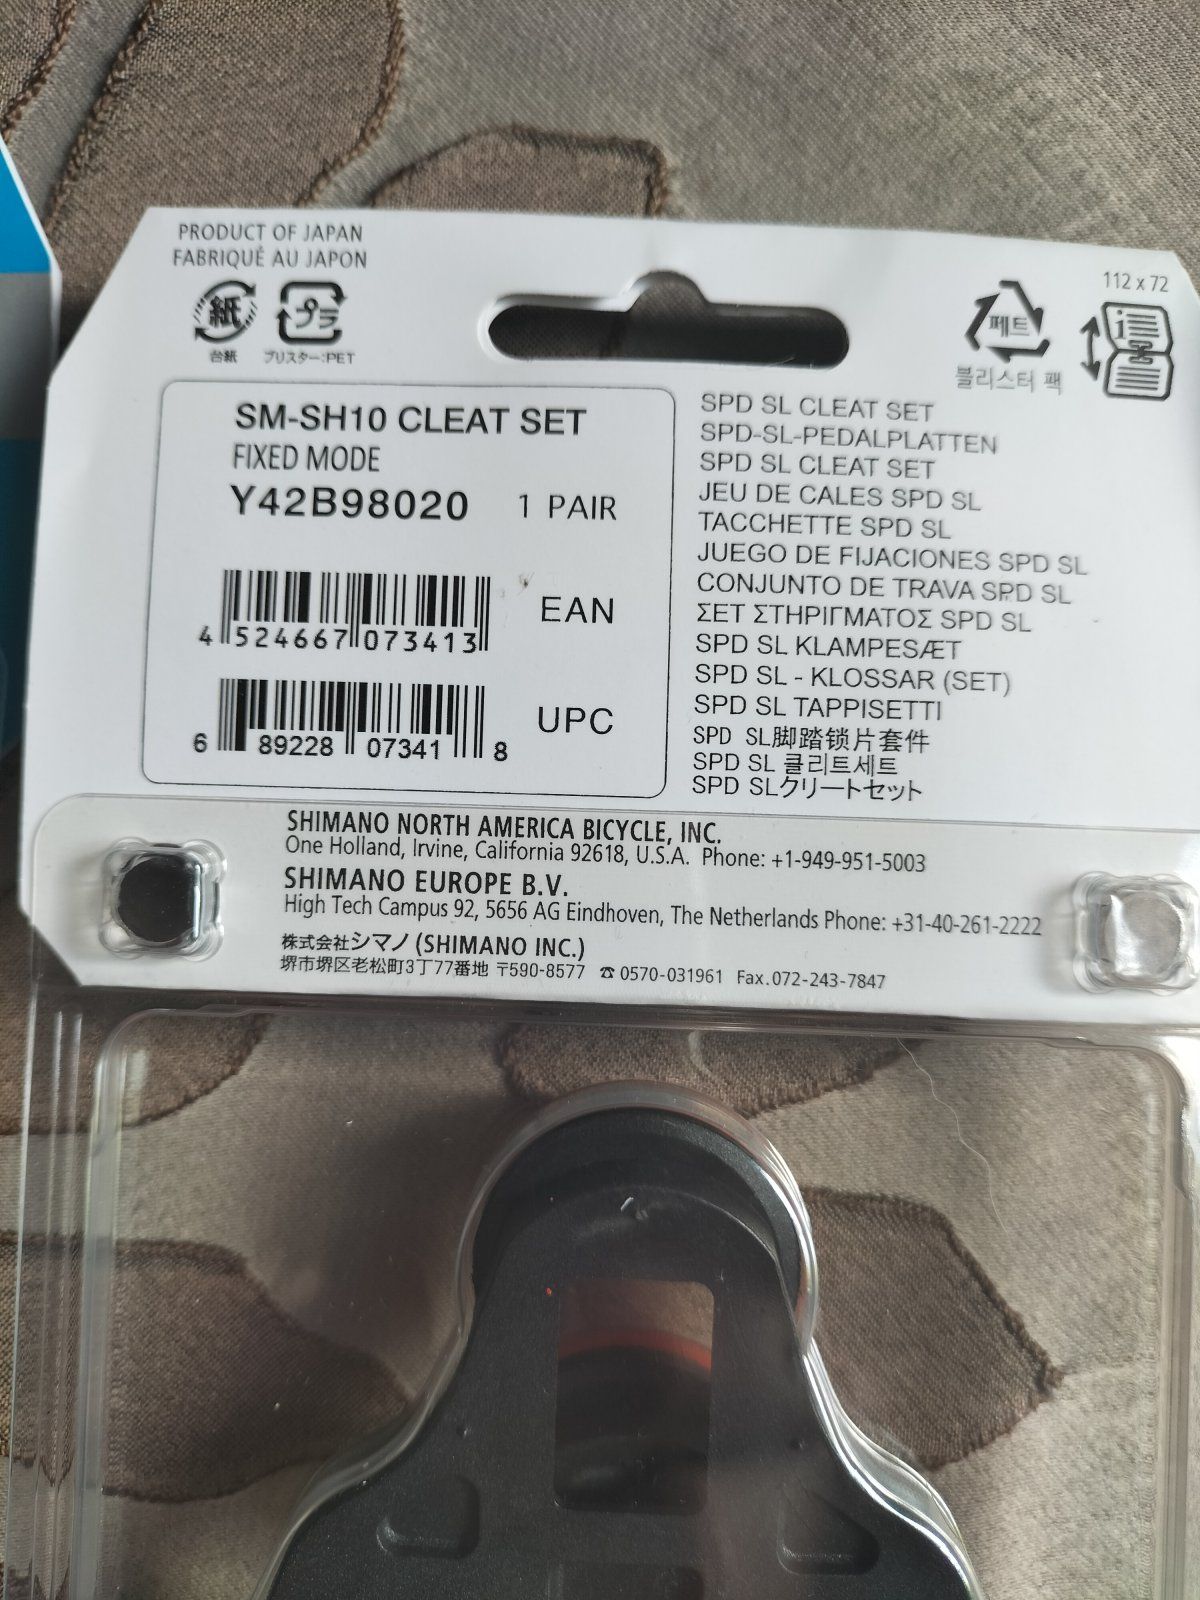 PRODUCT OF JAPAN
FABRIQUÉ AU JAPON
紙
台紙
プラ
ブリスター:PET
페트
블리스터 팩
112 x 72
SM-SH10 CLEAT SET
FIXED MODE
Y42B98020 1 PAIR
4 524667 073413 EAN
6 89228 07341 8 UPC
SPD SL CLEAT SET
SPD-SL-PEDALPLATTEN
SPD SL CLEAT SET
JEU DE CALES SPD SL
TACCHETTE SPD SL
JUEGO DE FIJACIONES SPD SL
CONJUNTO DE TRAVA SPD SL
ΣΕΤ ΣΤΗΡΙΓΜΑΤΟΣ SPD SL
SPD SL KLAMPESÆT
SPD SL - KLOSSAR (SET)
SPD SL TAPPISETTI
SPD SL脚踏锁片套件
SPD SL 클리트세트
SPD SLクリートセット
SHIMANO NORTH AMERICA BICYCLE, INC.
One Holland, Irvine, California 92618, U.S.A. Phone: +1-949-951-5003
SHIMANO EUROPE B.V.
High Tech Campus 92, 5656 AG Eindhoven, The Netherlands Phone: +31-40-261-2222
株式会社シマノ (SHIMANO INC.)
堺市堺区老松町3丁77番地 〒590-8577 ☎ 0570-031961 Fax.072-243-7847